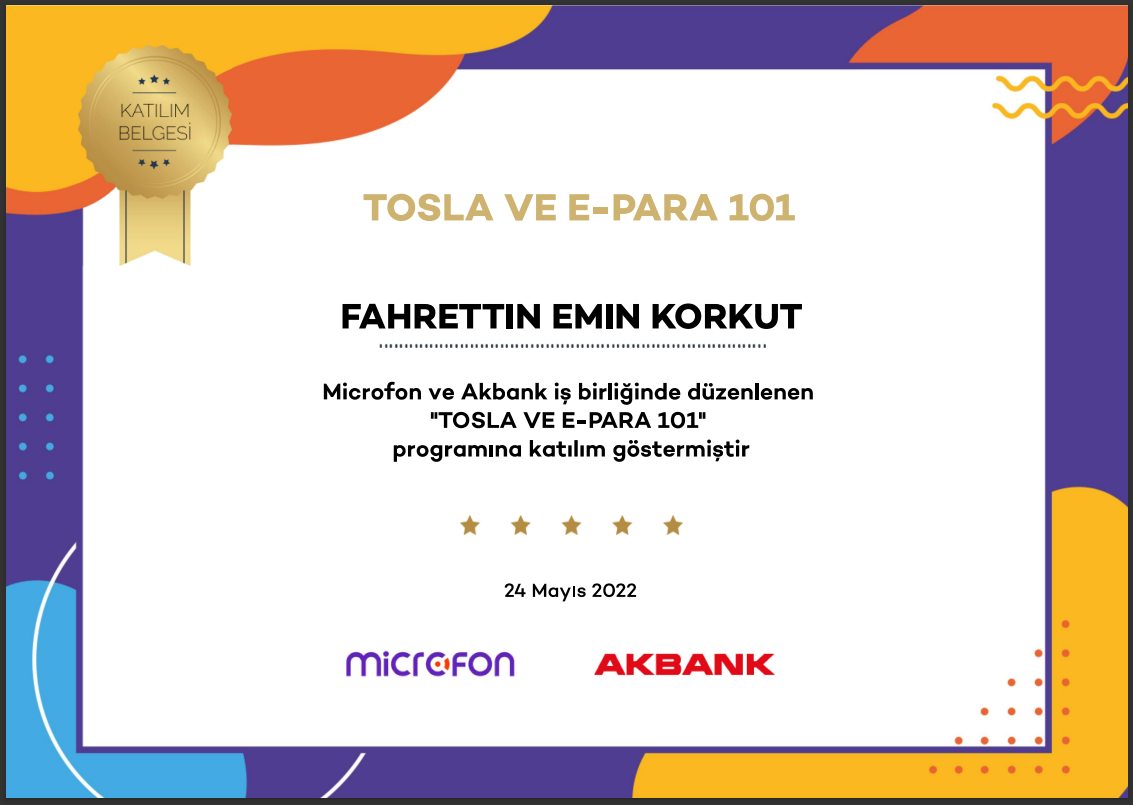 KATILIM
BELGESİ
TOSLA VE E-PARA 101
FAHRETTIN EMIN KORKUT
Microfon ve Akbank iş birliğinde düzenlenen
"TOSLA VE E-PARA 101"
programına katılım göstermiştir
24 Mayıs 2022
microfon AKBANK